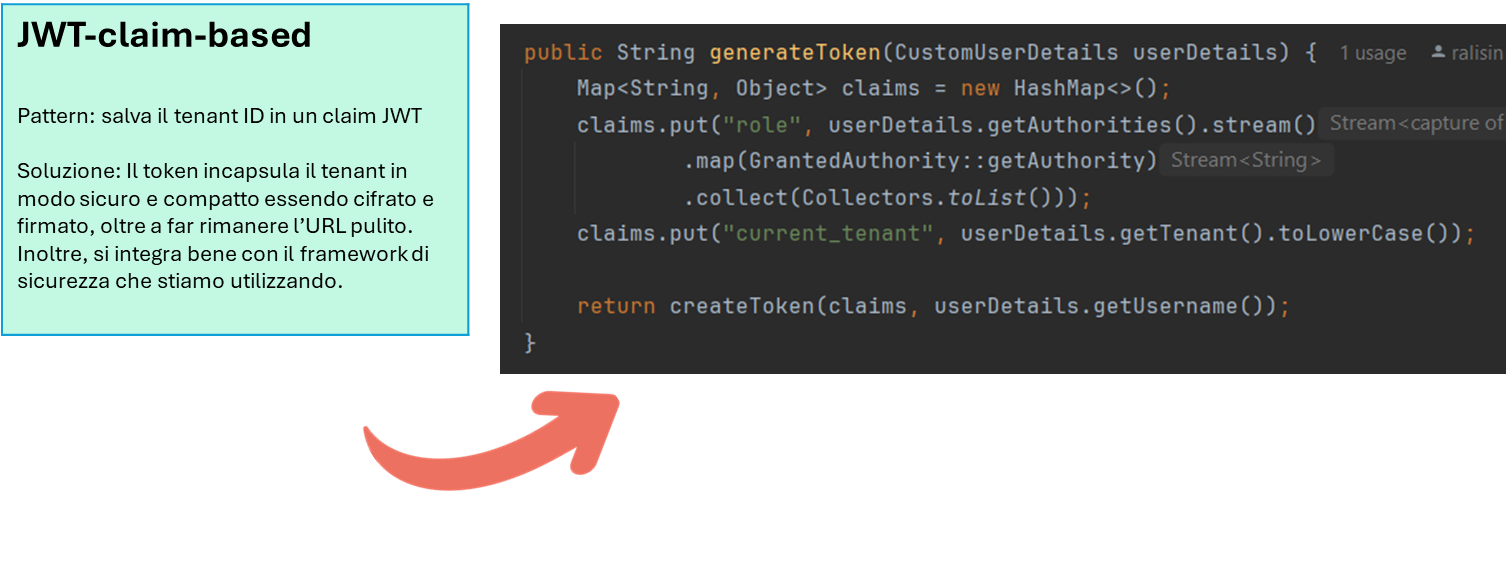 JWT-claim-based
Pattern: salva il tenant ID in un claim JWT
Soluzione: Il token incapsula il tenant in
modo sicuro e compatto essendo cifrato e
firmato, oltre a far rimanere l’URL pulito.
Inoltre, si integra bene con il framework di
sicurezza che stiamo utilizzando.
public String generateToken(CustomUserDetails userDetails) { 1 usage ralisin
Map<String, Object> claims = new HashMap<>();
claims.put("role", userDetails.getAuthorities().stream() Stream<capture of
.map(GrantedAuthority::getAuthority) Stream<String>
.collect(Collectors.toList()));
claims.put("current_tenant", userDetails.getTenant().toLowerCase());
return createToken(claims, userDetails.getUsername());
}